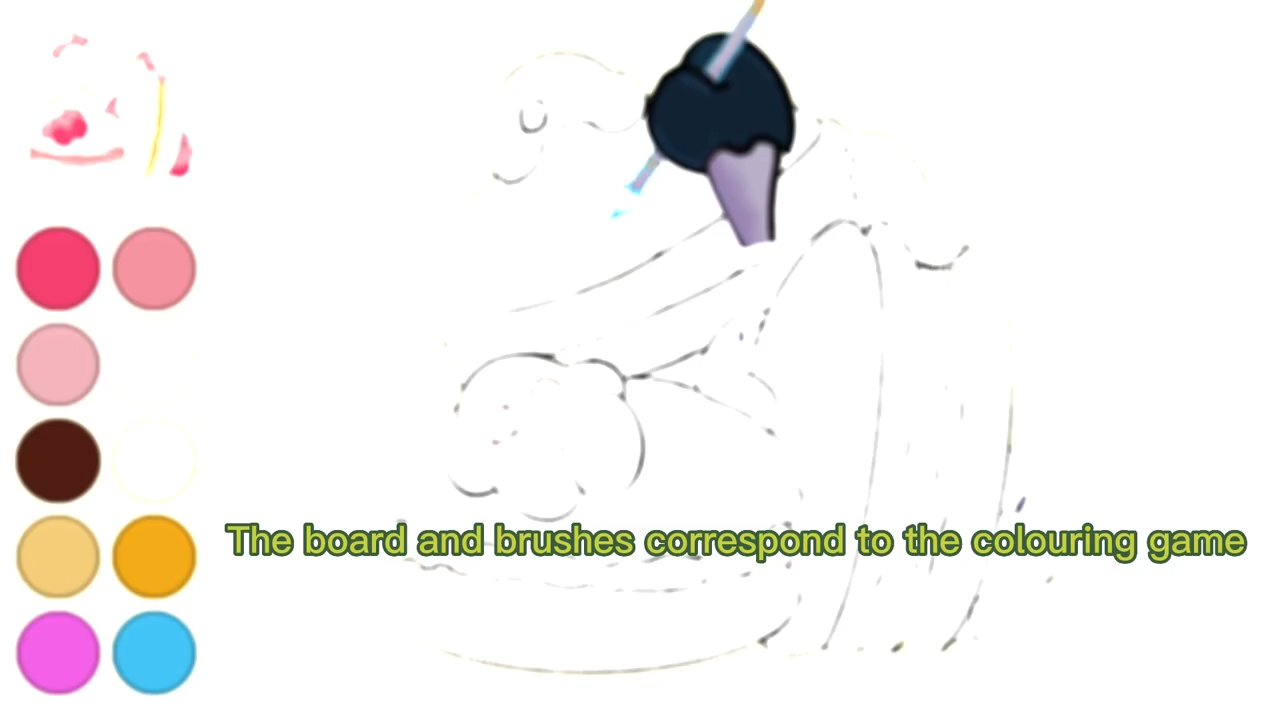 The board and brushes correspond to the colouring game